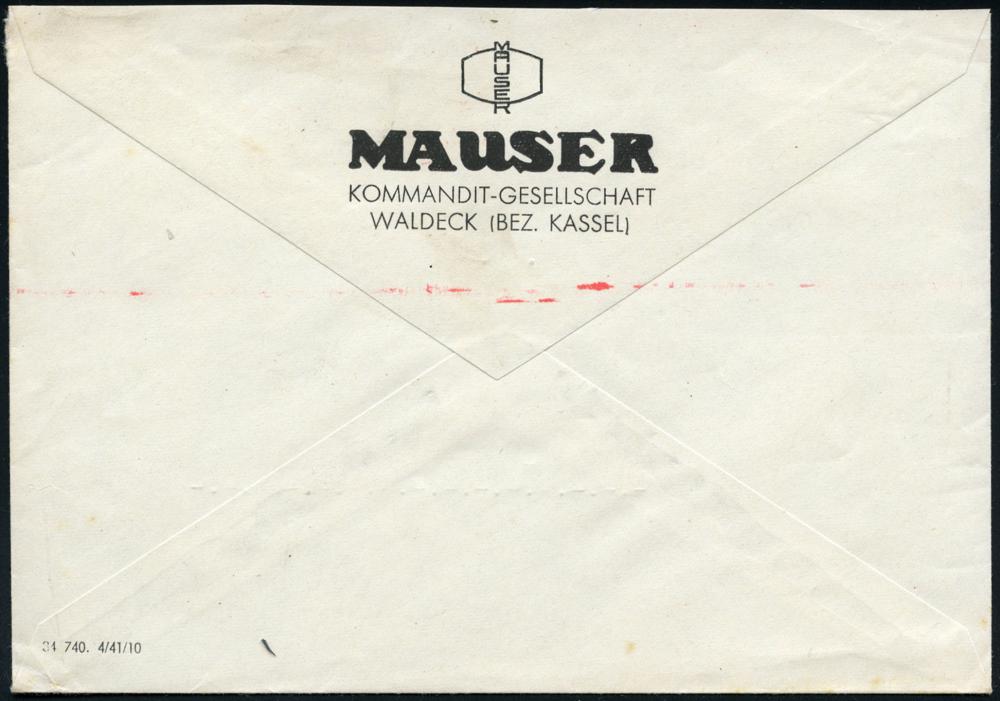 MAUSER
MAUSER
KOMMANDIT-GESELLSCHAFT
WALDECK (BEZ. KASSEL)
34 740. 4/41/10